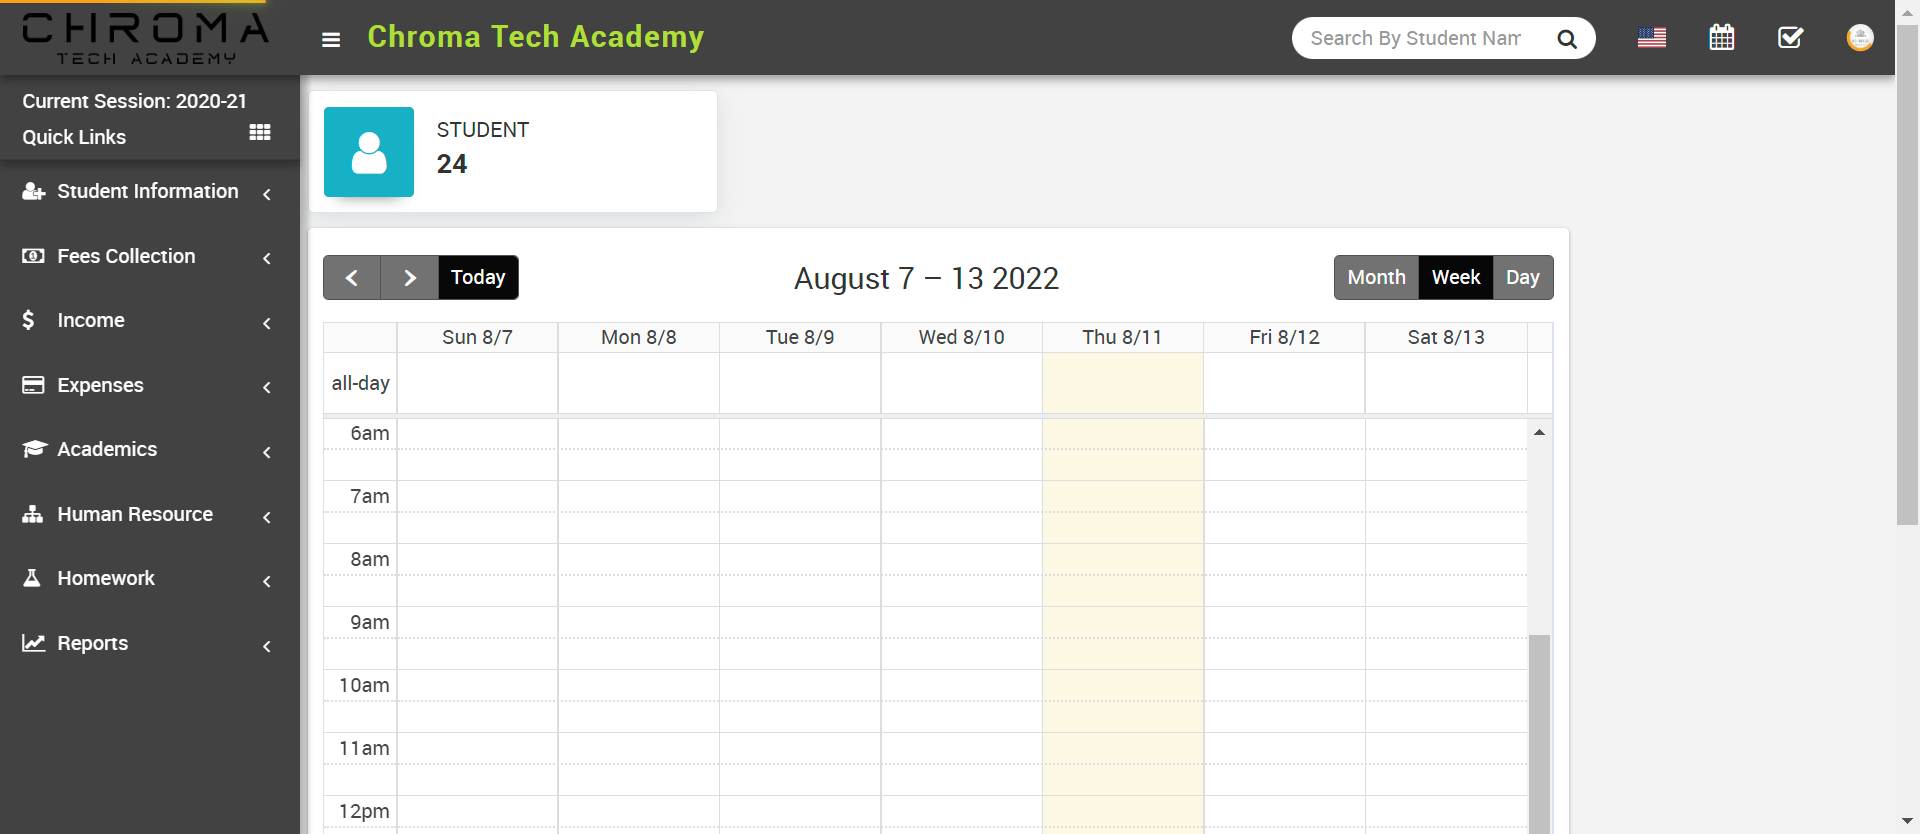 CHROMA
TECH ACADEMY
Chroma Tech Academy
Search By Student Nam
Current Session: 2020-21
Quick Links
Student Information
Fees Collection
Income
Expenses
Academics
Human Resource
Homework
Reports
STUDENT
24
Today
August 7 – 13 2022
Month Week Day
Sun 8/7 Mon 8/8 Tue 8/9 Wed 8/10 Thu 8/11 Fri 8/12 Sat 8/13
all-day
6am
7am
8am
9am
10am
11am
12pm